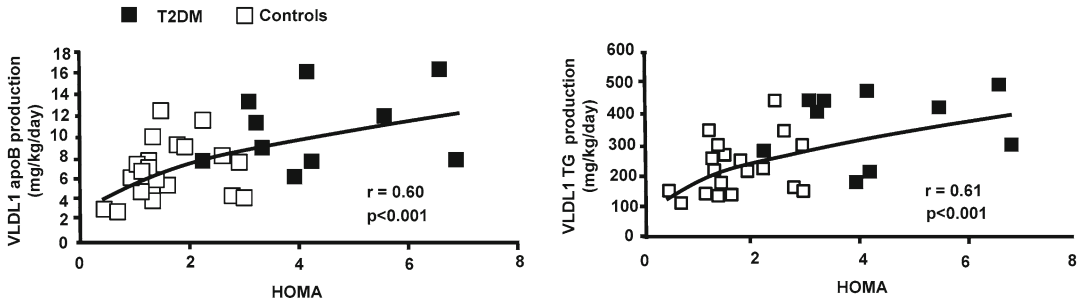 T2DM Controls
VLDL1 apoB production
(mg/kg/day)
18
16
14
12
10
8
6
4
2
0
r = 0.60
p<0.001
0 2 4 6 8
HOMA
VLDL1 TG production
(mg/kg/day)
600
500
400
300
200
100
0
r = 0.61
p<0.001
0 2 4 6 8
HOMA